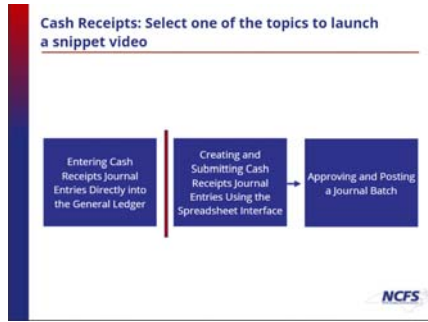 Cash Receipts: Select one of the topics to launch
a snippet video
Entering Cash
Receipts Journal
Entries Directly into
the General Ledger
Creating and
Submitting Cash
Receipts Journal
Entries Using the
Spreadsheet Interface
Approving and Posting
a Journal Batch
NCFS